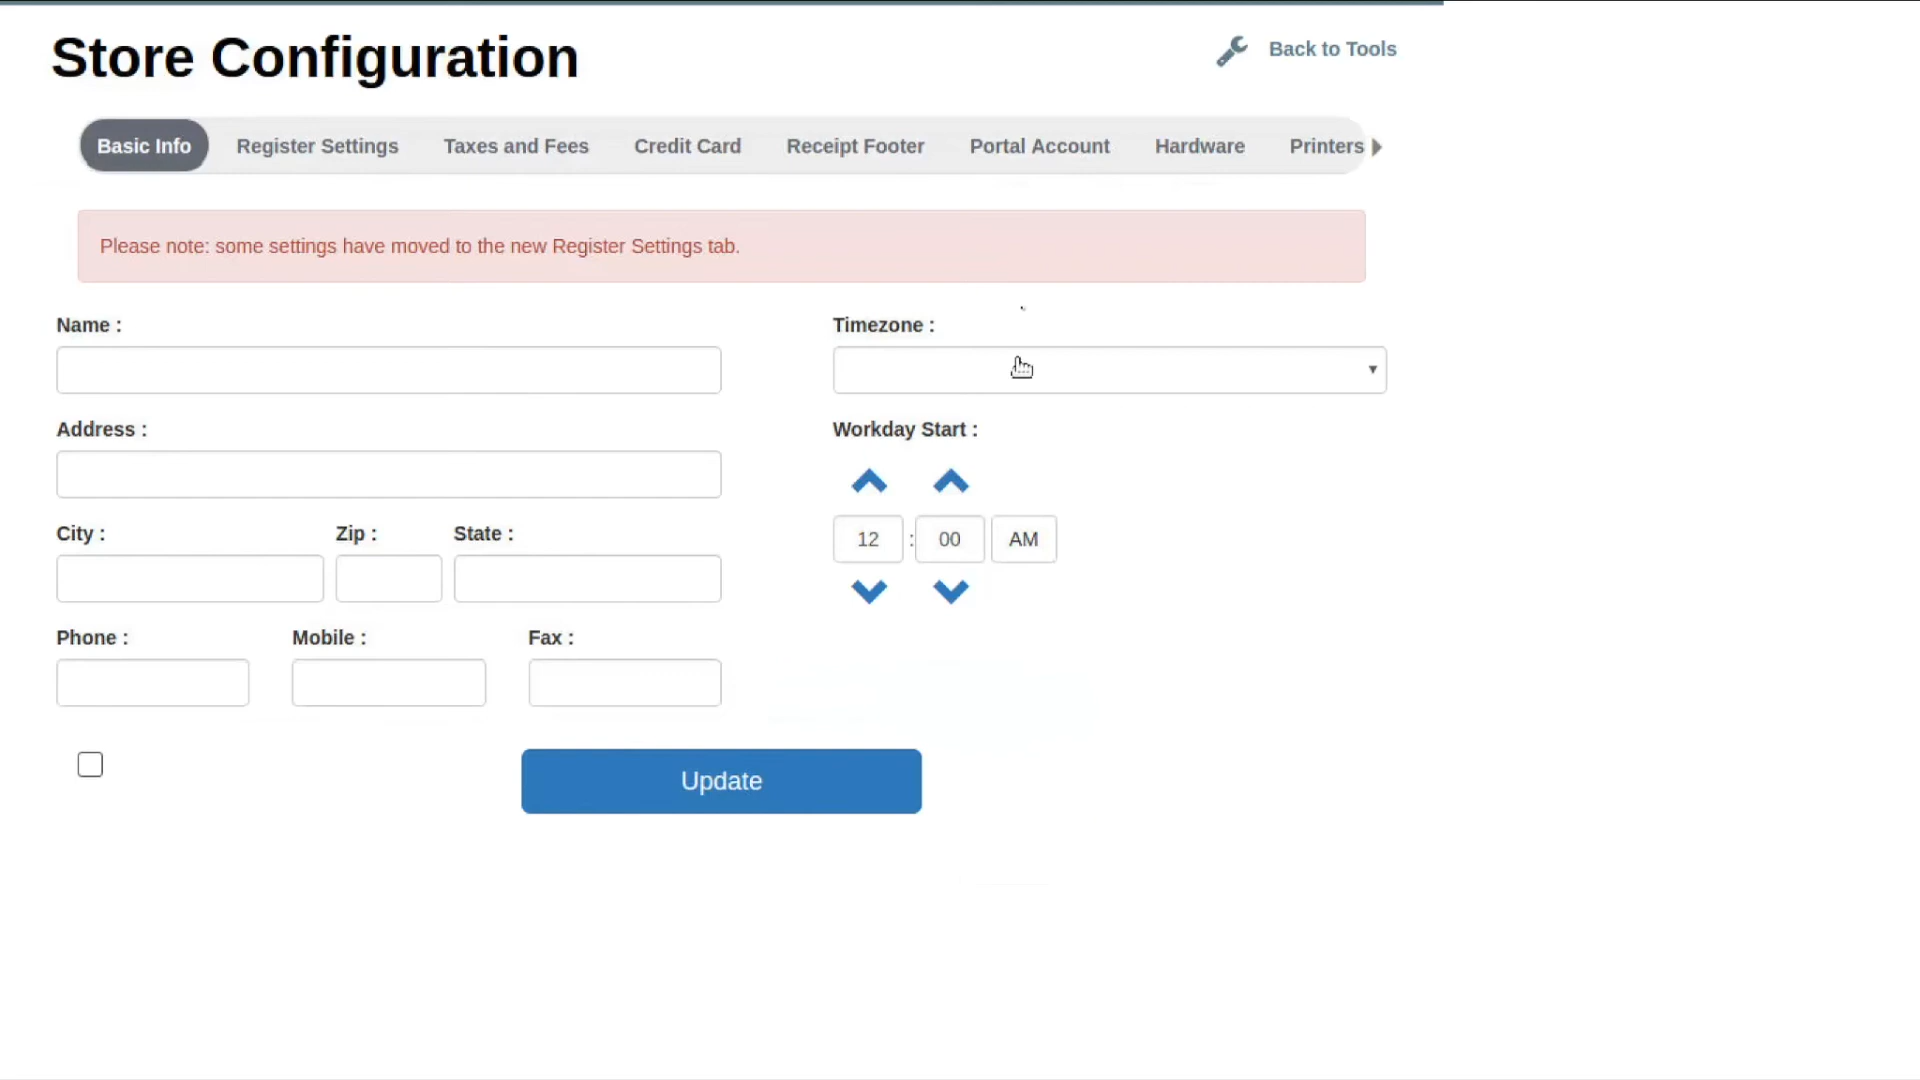 Store Configuration
Back to Tools
Basic Info Register Settings Taxes and Fees Credit Card Receipt Footer Portal Account Hardware Printers
Please note: some settings have moved to the new Register Settings tab.
Name : Timezone :
Address : Workday Start :
City : Zip : State :
12 : 00 AM
Phone : Mobile : Fax :
Update